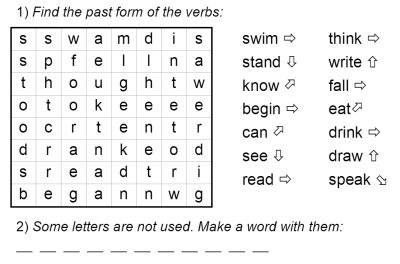 1) Find the past form of the verbs:
s s w a m d i s
s p f e l l n a
t h o u g h t w
o t o k e e e e
o c r t e n t r
d r a n k e o d
s r e a d t r i
b e g a n n w g
swim ⇨ think ⇨
stand ⇩ write ⇧
know ⬀ fall ⇨
begin ⇨ eat ⬀
can ⬀ drink ⇨
see ⇩ draw ⇧
read ⇨ speak ⬂
2) Some letters are not used. Make a word with them:
__ __ __ __ __ __ __ __ __ __ __